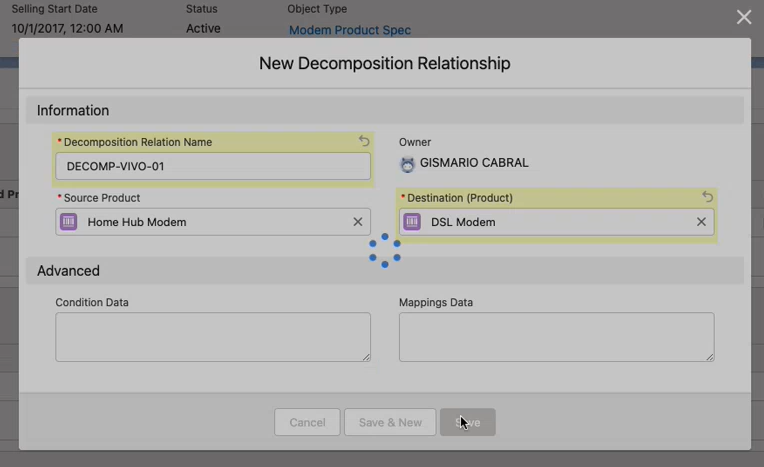 Selling Start Date
Status
Object Type
10/1/2017, 12:00 AM
Active
Modem Product Spec
New Decomposition Relationship
Information
* Decomposition Relation Name
Owner
DECOMP-VIVO-01
GISMARIO CABRAL
* Source Product
* Destination (Product)
Home Hub Modem
DSL Modem
Advanced
Condition Data
Mappings Data
Cancel
Save & New
Save